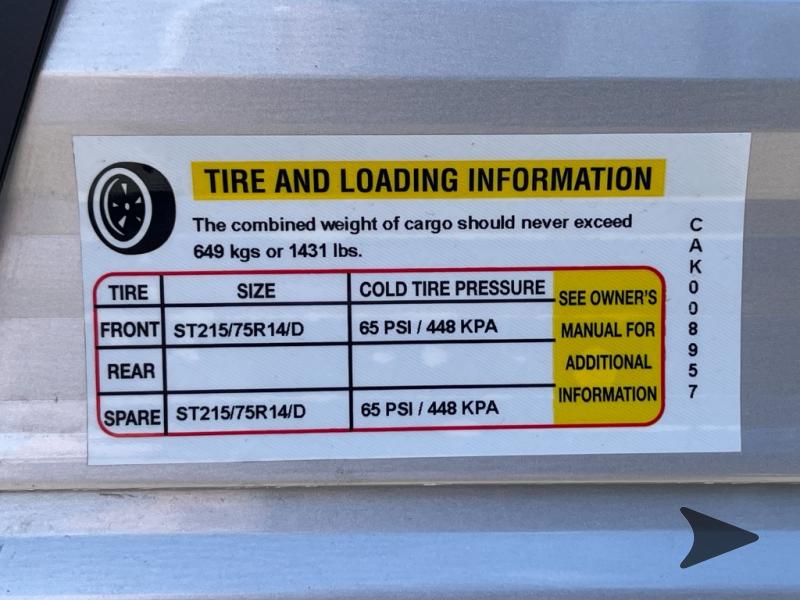 TIRE AND LOADING INFORMATION
The combined weight of cargo should never exceed
649 kgs or 1431 lbs.
TIRE SIZE COLD TIRE PRESSURE
FRONT ST215/75R14/D 65 PSI / 448 KPA
REAR
SPARE ST215/75R14/D 65 PSI / 448 KPA
SEE OWNER'S
MANUAL FOR
ADDITIONAL
INFORMATION
CAK008957